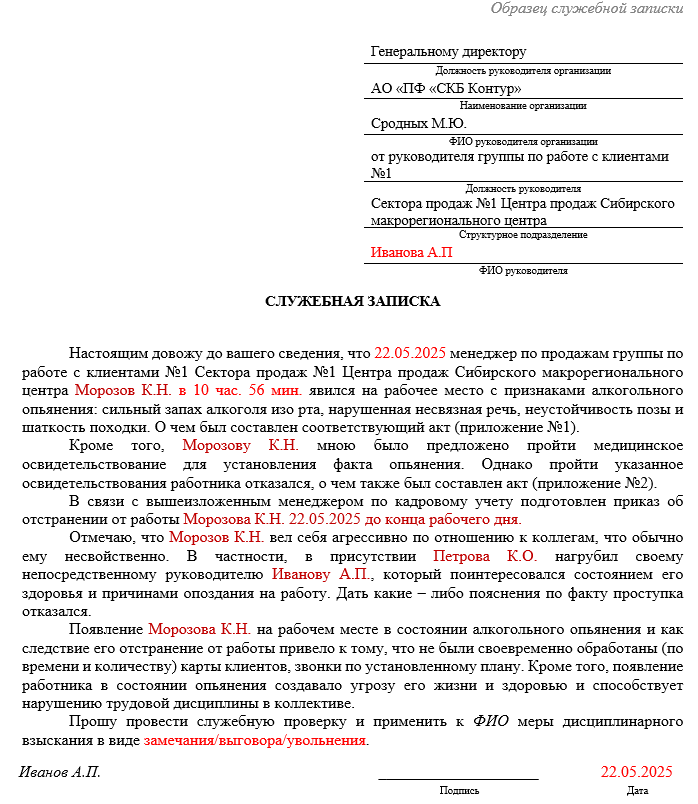 Образец служебной записки
Генеральному директору
Должность руководителя организации
АО «ПФ «СКБ Контур»
Наименование организации
Сродных М.Ю.
ФИО руководителя организации
от руководителя группы по работе с клиентами
№1
Должность руководителя
Сектора продаж №1 Центра продаж Сибирского
макрорегионального центра
Структурное подразделение
Иванова А.П
ФИО руководителя
СЛУЖЕБНАЯ ЗАПИСКА
Настоящим довожу до вашего сведения, что 22.05.2025 менеджер по продажам группы по
работе с клиентами №1 Сектора продаж №1 Центра продаж Сибирского макрорегионального
центра Морозов К.Н. в 10 час. 56 мин. явился на рабочее место с признаками алкогольного
опьянения: сильный запах алкоголя изо рта, нарушенная несвязная речь, неустойчивость позы и
шаткость походки. О чем был составлен соответствующий акт (приложение №1).
Кроме того, Морозову К.Н. мною было предложено пройти медицинское
освидетельствование для установления факта опьянения. Однако пройти указанное
освидетельствования работника отказался, о чем также был составлен акт (приложение №2).
В связи с вышеизложенным менеджером по кадровому учету подготовлен приказ об
отстранении от работы Морозова К.Н. 22.05.2025 до конца рабочего дня.
Отмечаю, что Морозов К.Н. вел себя агрессивно по отношению к коллегам, что обычно
ему несвойственно. В частности, в присутствии Петрова К.О. нагрубил своему
непосредственному руководителю Иванову А.П., который поинтересовался состоянием его
здоровья и причинами опоздания на работу. Дать какие – либо пояснения по факту проступка
отказался.
Появление Морозова К.Н. на рабочем месте в состоянии алкогольного опьянения и как
следствие его отстранение от работы привело к тому, что не были своевременно обработаны (по
времени и количеству) карты клиентов, звонки по установленному плану. Кроме того, появление
работника в состоянии опьянения создавало угрозу его жизни и здоровью и способствует
нарушению трудовой дисциплины в коллективе.
Прошу провести служебную проверку и применить к ФИО меры дисциплинарного
взыскания в виде замечания/выговора/увольнения.
Иванов А.П.
22.05.2025
Подпись
Дата